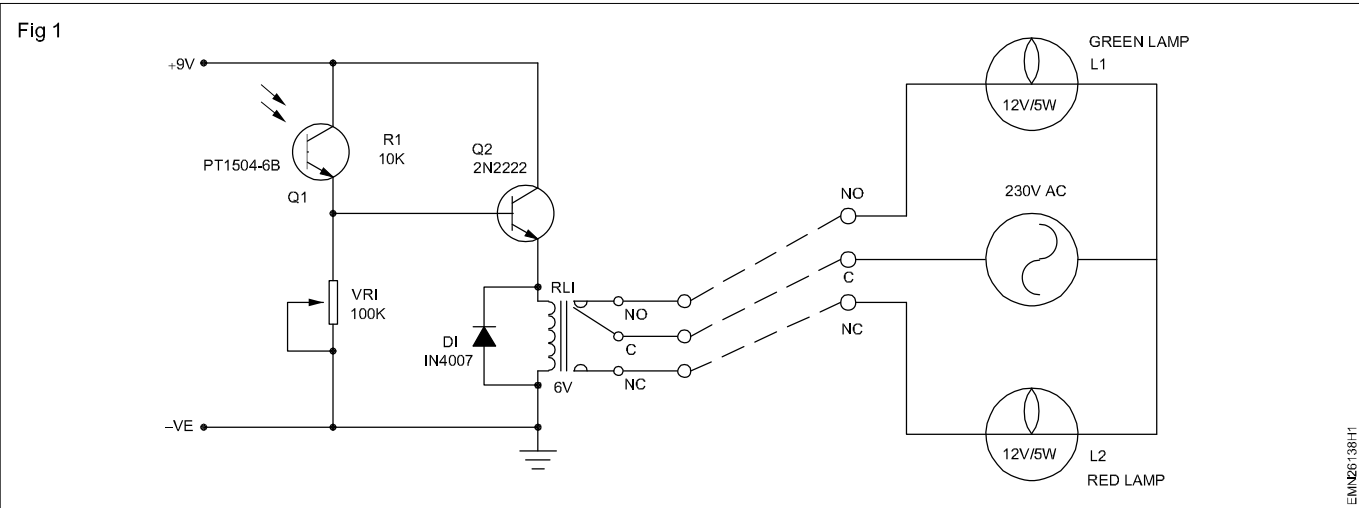 Fig 1
+9V
PT1504-6B
Q1
R1
10K
Q2
2N2222
VRI
100K
DI
IN4007
RLI
6V
NO
C
NC
–VE
NO
C
NC
GREEN LAMP
L1
12V/5W
230V AC
12V/5W
L2
RED LAMP
EMN26138H1